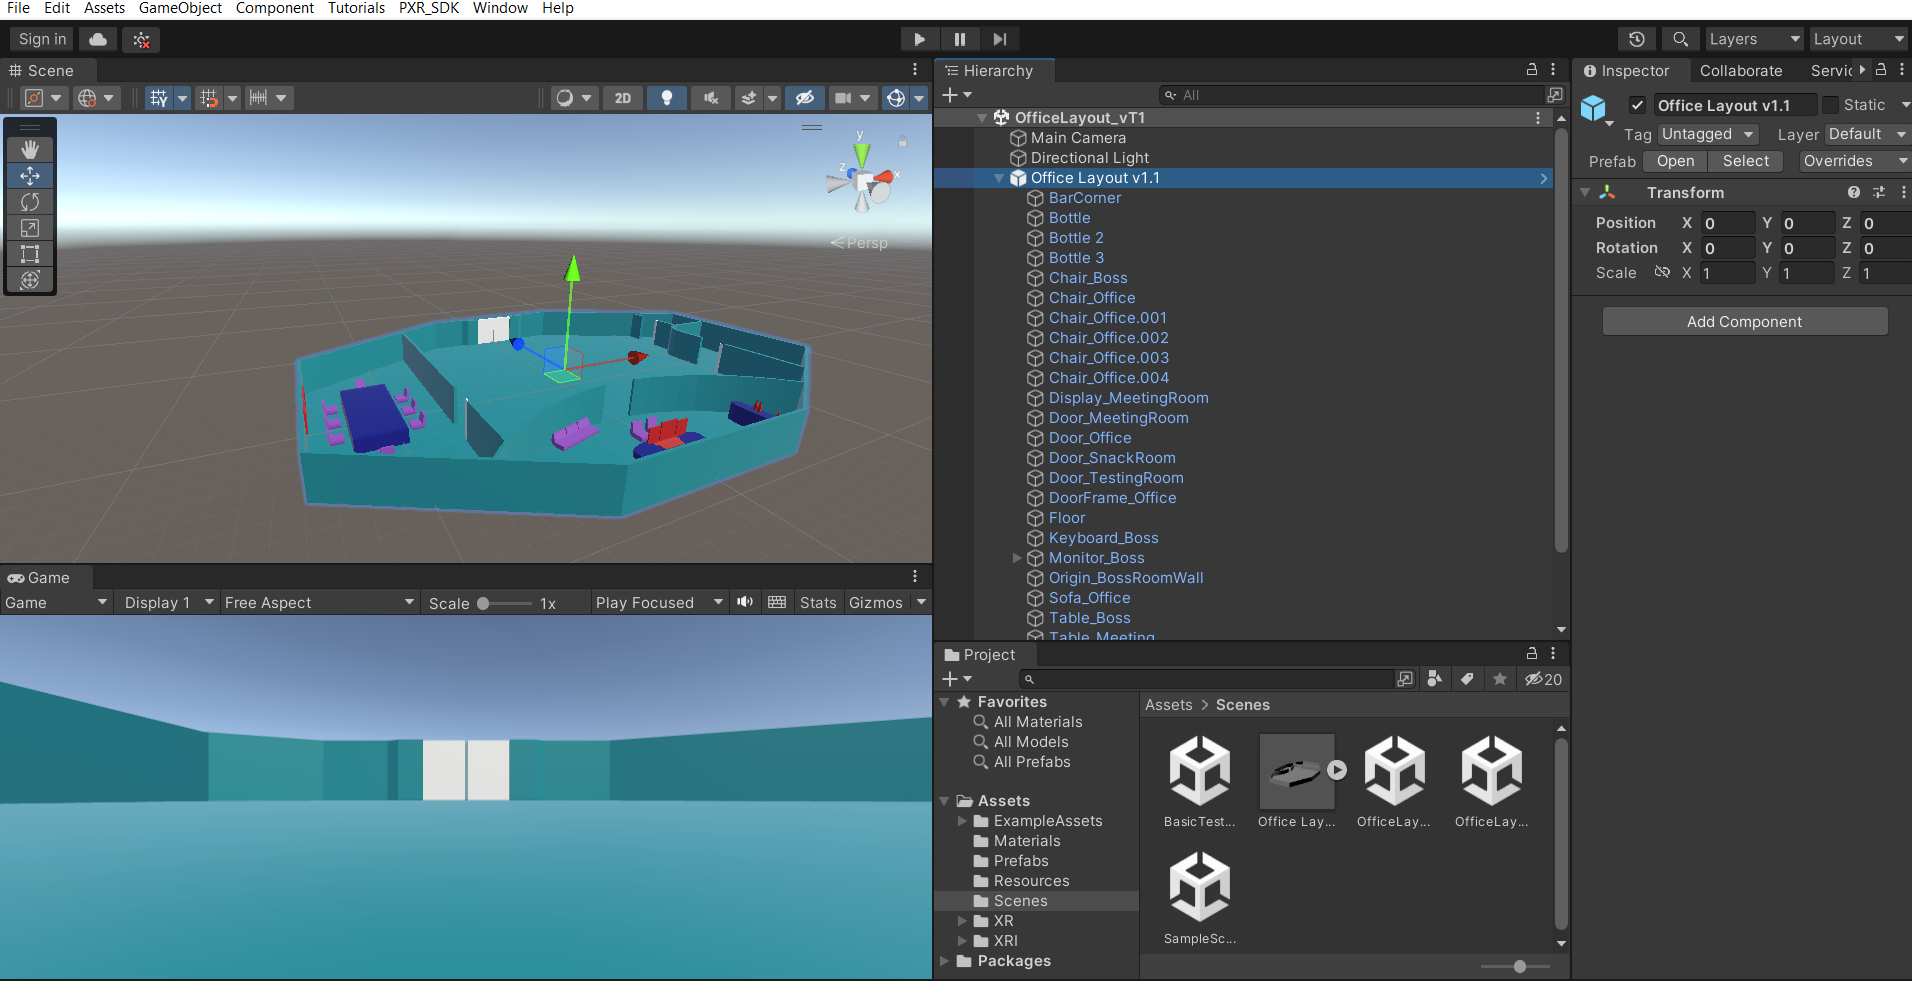 File Edit Assets GameObject Component Tutorials PXR_SDK Window Help
Sign in
Layers
Layout
Scene
2D
y
z
x
Persp
Game
Game
Display 1
Free Aspect
Scale
1x
Play Focused
Stats
Gizmos
Hierarchy
All
OfficeLayout_vT1
Main Camera
Directional Light
Office Layout v1.1
BarCorner
Bottle
Bottle 2
Bottle 3
Chair_Boss
Chair_Office
Chair_Office.001
Chair_Office.002
Chair_Office.003
Chair_Office.004
Display_MeetingRoom
Door_MeetingRoom
Door_Office
Door_SnackRoom
Door_TestingRoom
DoorFrame_Office
Floor
Keyboard_Boss
Monitor_Boss
Origin_BossRoomWall
Sofa_Office
Table_Boss
Table_Meeting
Project
20
Favorites
All Materials
All Models
All Prefabs
Assets
ExampleAssets
Materials
Prefabs
Resources
Scenes
XR
XRI
Packages
Assets > Scenes
BasicTest...
Office Lay...
OfficeLay...
OfficeLay...
SampleSc...
Inspector
Collaborate
Servic
Office Layout v1.1
Static
Tag Untagged Layer Default
Prefab Open Select Overrides
Transform
Position X 0 Y 0 Z 0
Rotation X 0 Y 0 Z 0
Scale X 1 Y 1 Z 1
Add Component